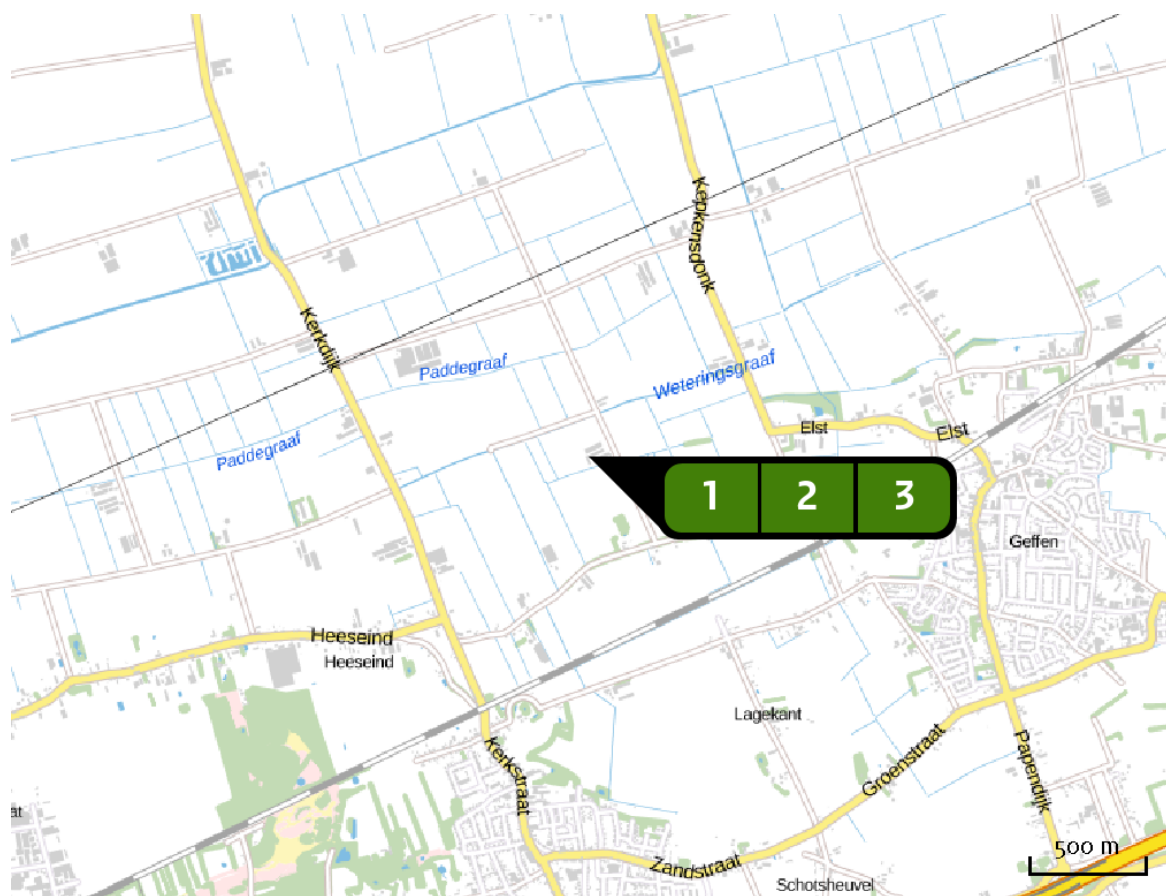 Kepkensdonk
Kerkdijk
Paddegraaf
Weteringsgraaf
Paddegraaf
Elst
Elst
1 2 3
Geffen
Heeseind
Heeseind
Lagekant
Kerkstraat
Groenstraat
Papendijk
at
500 m
Zandstraat
Schotsheuvel